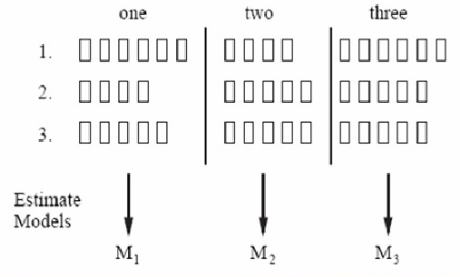 one two three
1.
2.
3.
Estimate
Models
M₁ M₂ M₃